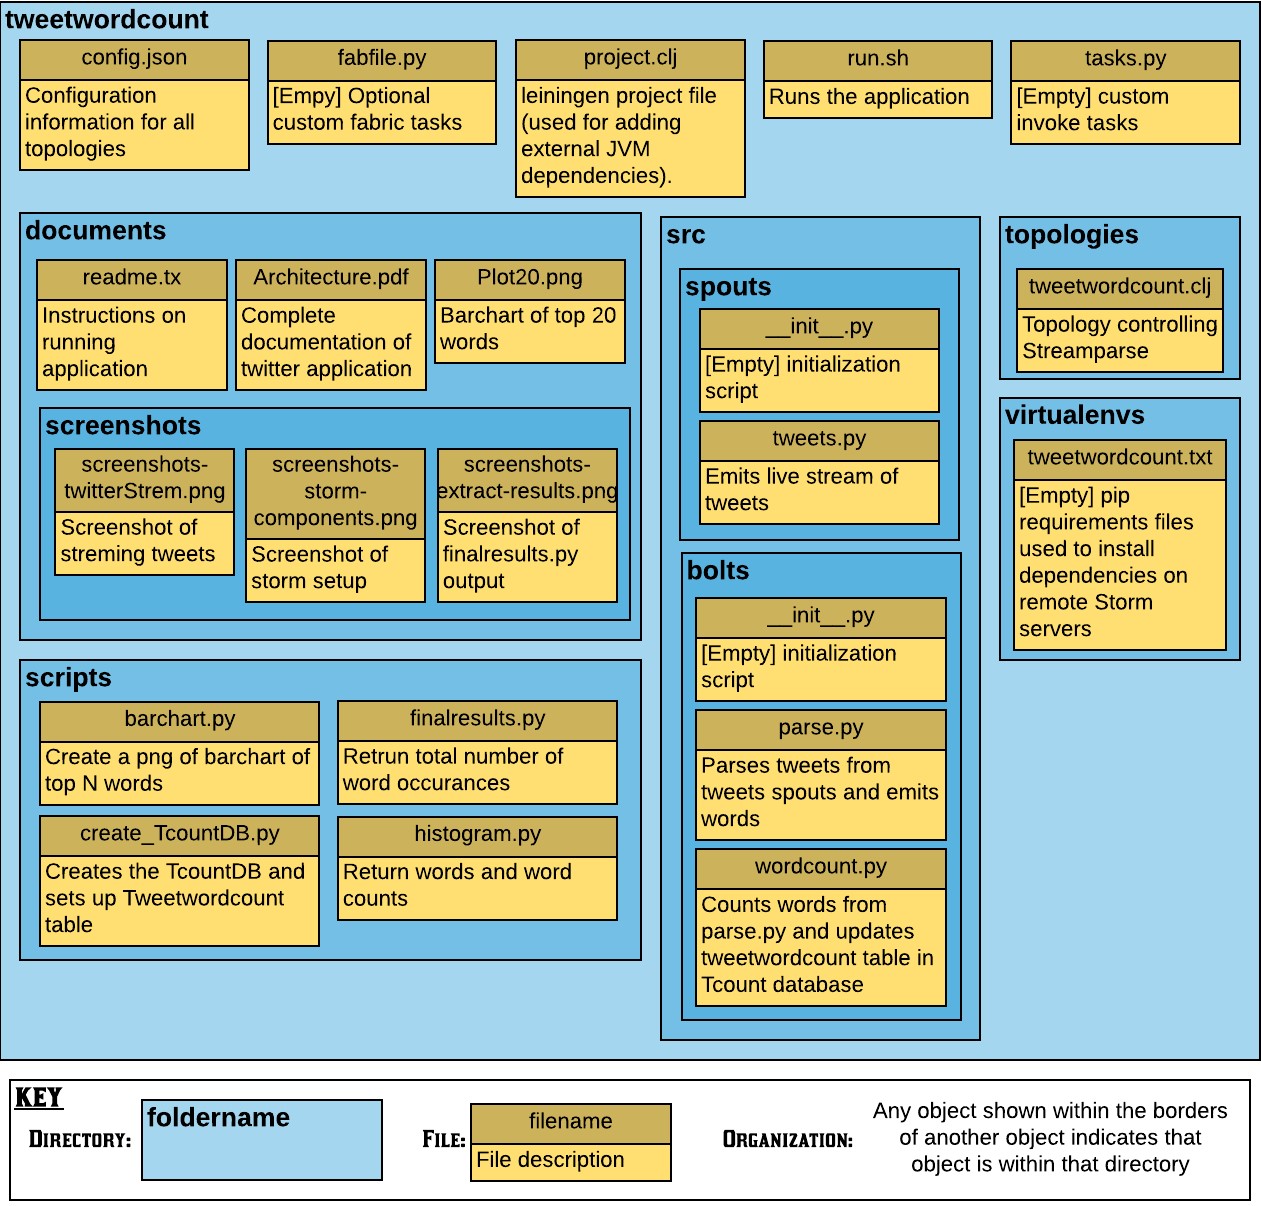 tweetwordcount
config.json
Configuration
information for all
topologies
fabfile.py
[Empy] Optional
custom fabric tasks
project.clj
leiningen project file
(used for adding
external JVM
dependencies).
run.sh
Runs the application
tasks.py
[Empty] custom
invoke tasks
documents
readme.tx
Instructions on
running
application
Architecture.pdf
Complete
documentation of
twitter application
Plot20.png
Barchart of top 20
words
screenshots
screenshots-
twitterStrem.png
Screenshot of
streming tweets
screenshots-
storm-
components.png
Screenshot of
storm setup
screenshots-
extract-results.png
Screenshot of
finalresults.py
output
scripts
barchart.py
Create a png of barchart of
top N words
finalresults.py
Retrun total number of
word occurances
create_TcountDB.py
Creates the TcountDB and
sets up Tweetwordcount
table
histogram.py
Return words and word
counts
src
spouts
__init__.py
[Empty] initialization
script
tweets.py
Emits live stream of
tweets
bolts
__init__.py
[Empty] initialization
script
parse.py
Parses tweets from
tweets spouts and emits
words
wordcount.py
Counts words from
parse.py and updates
tweetwordcount table in
Tcount database
topologies
tweetwordcount.clj
Topology controlling
Streamparse
virtualenvs
tweetwordcount.txt
[Empty] pip
requirements files
used to install
dependencies on
remote Storm
servers
KEY
DIRECTORY:
foldername
FILE:
filename
File description
ORGANIZATION:
Any object shown within the borders
of another object indicates that
object is within that directory